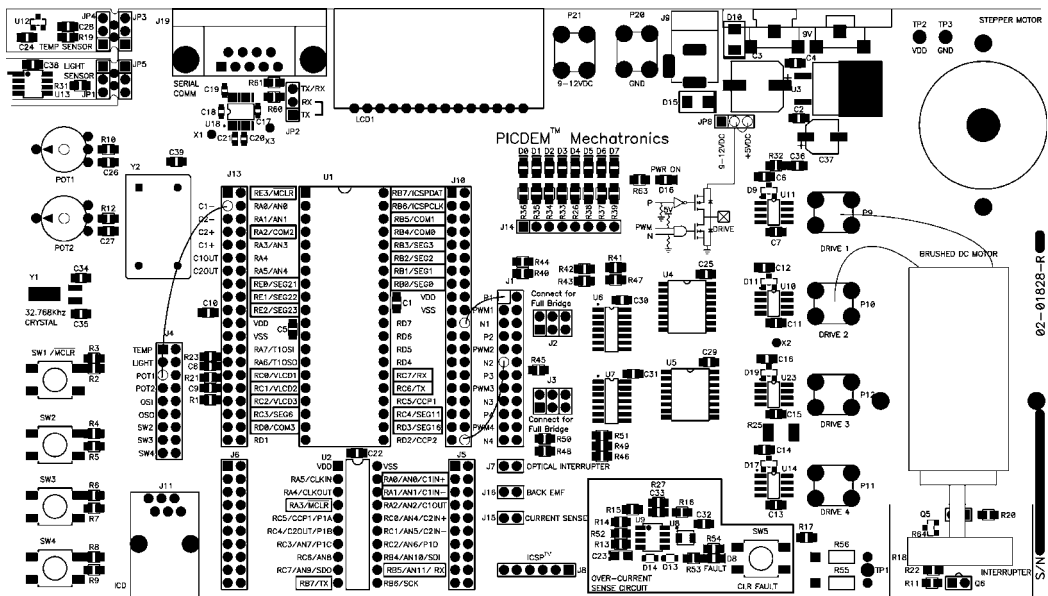 U12
C24
JP4
C28
R19
TEMP SENSOR
JP3
C38
LIGHT
SENSOR
R31
U13
JP1
JP5
J19
SERIAL
COMM
C19
C18
U18
C21
C20
C17
X1
X3
R61
R60
TX/RX
RX
TX
JP2
LCD1
P21
9-12VDC
P20
GND
J9
D15
D10
9V
C3
C4
U3
C2
C37
JP8
9-12VDC
+5VDC
TP2
VDD
TP3
GND
STEPPER MOTOR
PICDEM™ Mechatronics
D0 D1 D2 D3 D4 D5 D6 D7
R36 R35 R34 R33 R26 R38 R37 R39
J14
R63
PWR ON
D16
P
5V
PWM
N
DRIVE
R32
C36
C6
D9
U11
C7
P9
DRIVE 1
R10
C26
POT1
R12
C27
POT2
C39
Y2
Y1
32.768Khz
CRYSTAL
C34
C35
C10
J13
C1-
C2-
C2+
C1+
C1OUT
C2OUT
U1
RE3/MCLR
RA0/AN0
RA1/AN1
RA2/COM2
RA3/AN3
RA4
RA5/AN4
RE0/SEG21
RE1/SEG22
RE2/SEG23
VDD
VSS
C5
RA7/T1OSI
RA6/T1OSO
RC0/VLCD1
RC1/VLCD2
RC2/VLCD3
RC3/SEG6
RD0/COM3
RD1
J10
RB7/ICSPDAT
RB6/ICSPCLK
RB5/COM1
RB4/COM0
RB3/SEG3
RB2/SEG2
RB1/SEG1
RB0/SEG0
C1
VDD
VSS
RD7
RD6
RD5
RD4
RC7/RX
RC6/TX
RC5/CCP1
RC4/SEG11
RD3/SEG16
RD2/CCP2
J1
P1
PWM1
N1
P2
PWM2
N2
P3
PWM3
N3
P4
PWM4
N4
R44
R40
R42
R43
R41
R47
Connect for
Full Bridge
J2
U6
C30
U4
C25
R45
J3
Connect for
Full Bridge
U7
C31
U5
C29
R50
R48
R51
R49
R46
C12
D11
U10
C11
P10
DRIVE 2
X2
C16
D19
U23
C15
R25
P12
DRIVE 3
C14
D17
U14
C13
P11
DRIVE 4
BRUSHED DC MOTOR
02-01828-R
S/N
J4
TEMP
LIGHT
POT1
POT2
OSI
OSO
SW2
SW3
SW4
R23
C8
R21
C9
R1
SW1 /MCLR
R3
R2
SW2
R4
R5
SW3
R6
R7
SW4
R8
R9
J11
ICD
J6
U2
C22
VDD
RA5/CLKIN
RA4/CLKOUT
RA3/MCLR
RC5/CCP1/P1A
RC4/C2OUT/P1B
RC3/AN7/P1C
RC6/AN8
RC7/AN9/SDO
RB7/TX
VSS
RA0/AN0/C1IN+
RA1/AN1/C1IN-
RA2/AN2/C1OUT
RC0/AN4/C2IN+
RC1/AN5/C2IN-
RC2/AN6/P1D
RB4/AN10/SDI
RB5/AN11/ RX
RB6/SCK
J5
J7
OPTICAL INTERRUPTER
J16
BACK EMF
J15
CURRENT SENSE
ICSP™
J8
R27
C33
R15
R14
R52
R13
C23
U9
U8
R16
C32
D14
D13
R54
R53
D8
FAULT
OVER-CURRENT
SENSE CIRCUIT
SW5
CLR FAULT
R17
R56
R55
TP1
R18
Q5
R64
R20
R22
R11
Q6
INTERRUPTER